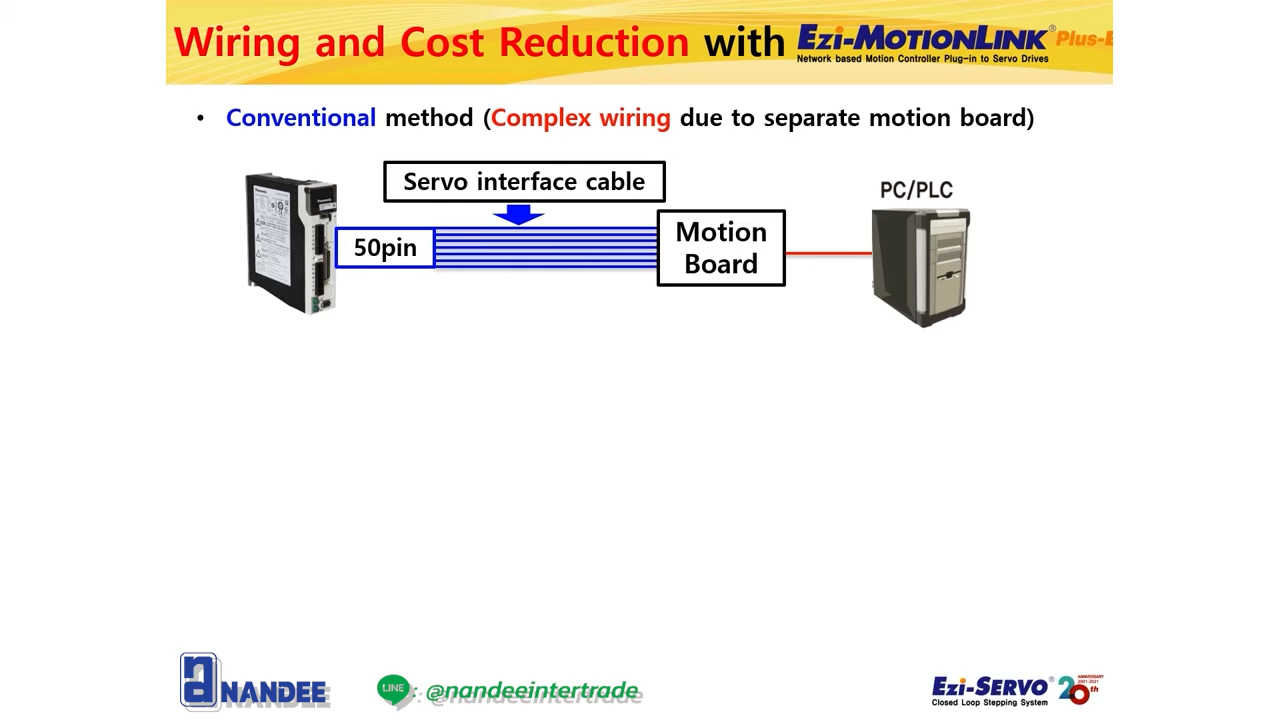 Wiring and Cost Reduction with EZI-MOTIONLINK® Plus-E
Network based Motion Controller Plug-in to Servo Drives
• Conventional method (Complex wiring due to separate motion board)
Servo interface cable
PC/PLC
50pin
Motion
Board
NANDEE
LINE : @nandeeintertrade
EZI-SERVO®
Closed Loop Stepping System
ANNIVERSARY
2001-2021
20th